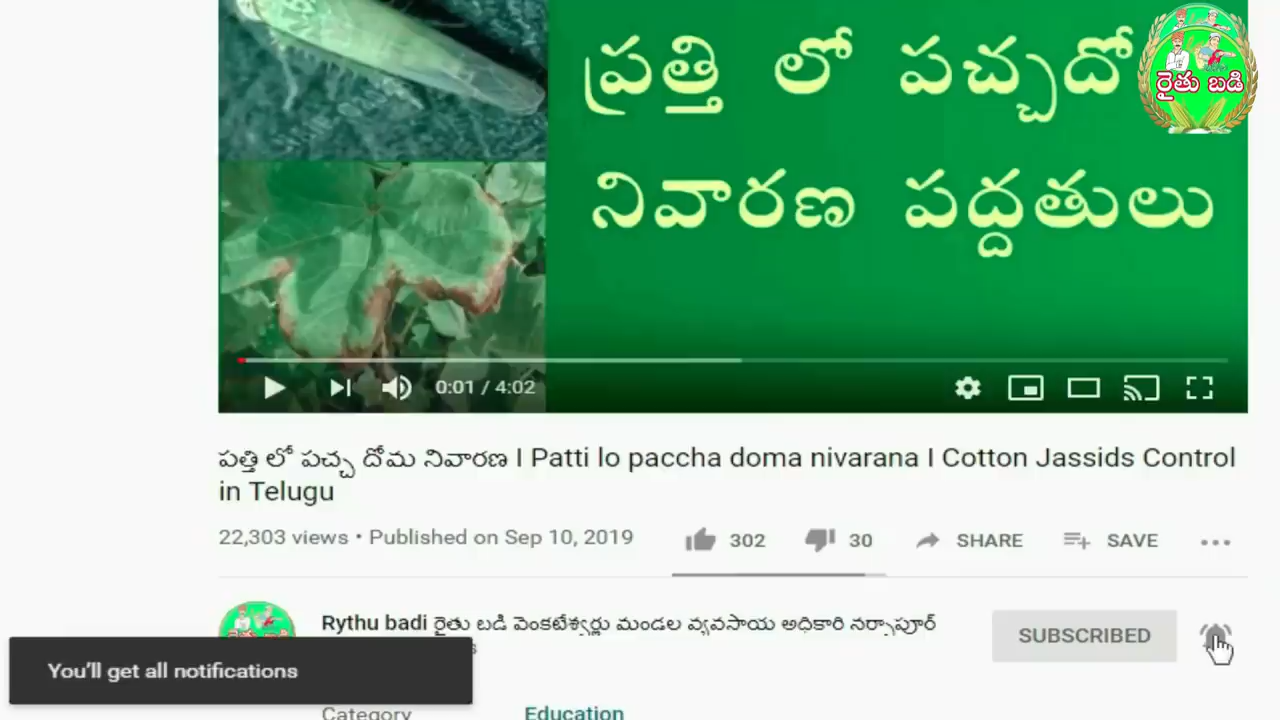 ప్రత్తి లో పచ్చదో
రైతు బడి
నివారణ పద్దతులు
0:01 / 4:02
పత్తి లో పచ్చ దోమ నివారణ I Patti lo paccha doma nivarana I Cotton Jassids Control
in Telugu
22,303 views • Published on Sep 10, 2019
302
30
SHARE
SAVE
Rythu badi రైతు బడి వెంకటేశ్వర్లు మండల వ్యవసాయ అధికారి నర్సాపూర్
SUBSCRIBED
You'll get all notifications
Category
Education